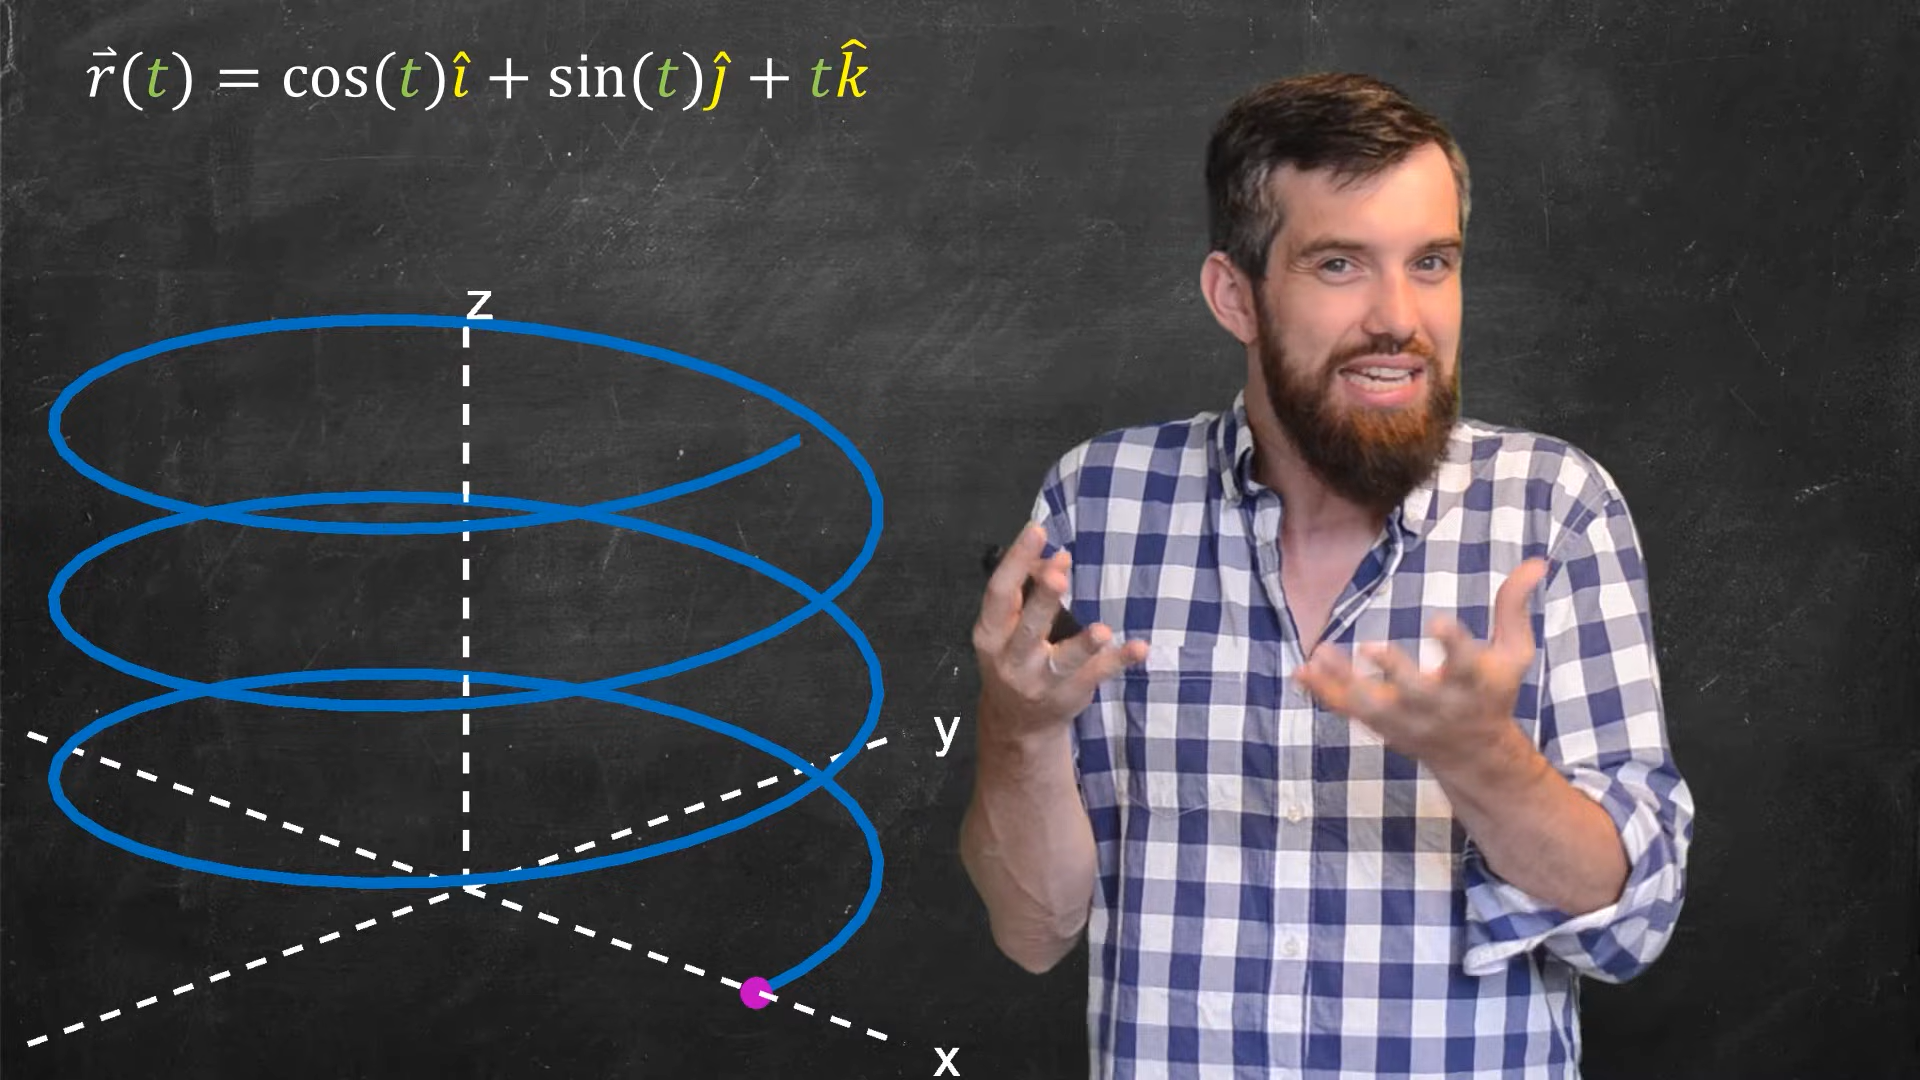 r⃗(t) = cos(t)î + sin(t)ĵ + tk̂
z
y
x